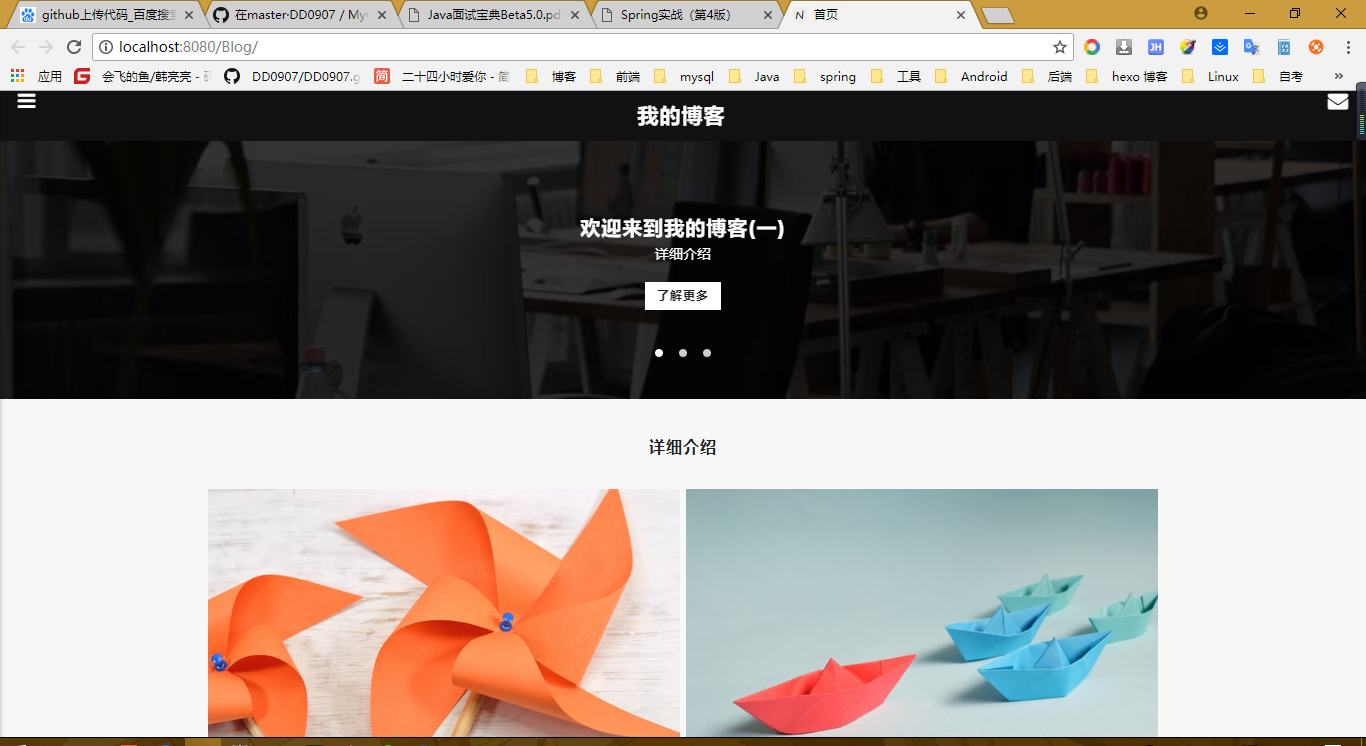 github上传代码_百度搜
在master·DD0907 / My
Java面试宝典Beta5.0.pd
Spring实战（第4版）
首页
localhost:8080/Blog/
应用
会飞的鱼/韩亮亮 -
DD0907/DD0907.g
二十四小时爱你 - 简
博客
前端
mysql
Java
spring
工具
Android
后端
hexo 博客
Linux
自考
我的博客
欢迎来到我的博客(一)
详细介绍
了解更多
详细介绍